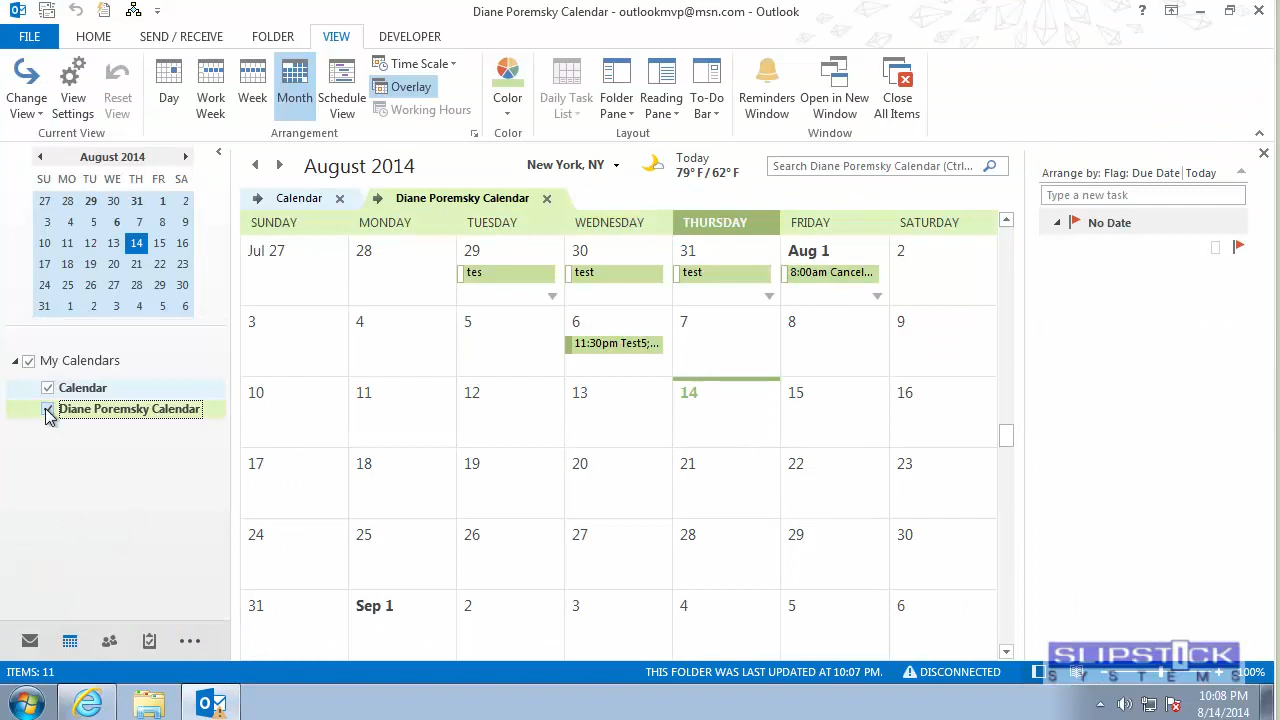 Diane Poremsky Calendar - outlookmvp@msn.com - Outlook
FILE HOME SEND / RECEIVE FOLDER VIEW DEVELOPER
Change View View Settings Reset View
Day Work Week Week Month Schedule View
Time Scale
Overlay
Working Hours
Color
Daily Task List Folder Pane Reading Pane To-Do Bar
Reminders Window Open in New Window Close All Items
Current View Arrangement Color Layout Window
August 2014
SU MO TU WE TH FR SA
27 28 29 30 31 1 2
3 4 5 6 7 8 9
10 11 12 13 14 15 16
17 18 19 20 21 22 23
24 25 26 27 28 29 30
31 1 2 3 4 5 6
My Calendars
Calendar
Diane Poremsky Calendar
August 2014
New York, NY
Today
79° F / 62° F
Search Diane Poremsky Calendar (Ctrl...
Calendar Diane Poremsky Calendar
SUNDAY MONDAY TUESDAY WEDNESDAY THURSDAY FRIDAY SATURDAY
Jul 27 28 29 30 31 Aug 1 2
tes test test 8:00am Cancel...
3 4 5 6 7 8 9
11:30pm Test5;...
10 11 12 13 14 15 16
17 18 19 20 21 22 23
24 25 26 27 28 29 30
31 Sep 1 2 3 4 5 6
Arrange by: Flag: Due Date Today
Type a new task
No Date
ITEMS: 11
THIS FOLDER WAS LAST UPDATED AT 10:07 PM.
DISCONNECTED
100%
SLIPSTICK
SYSTEMS
10:08 PM
8/14/2014